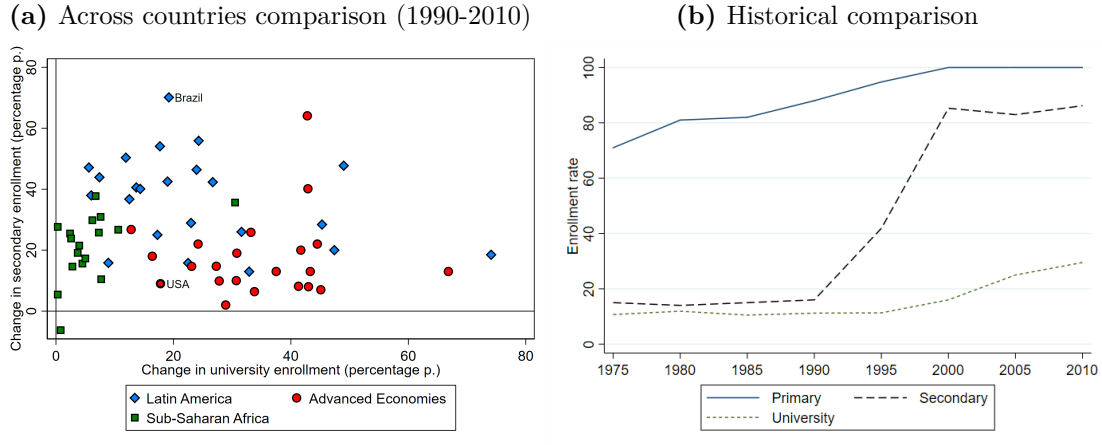 (a) Across countries comparison (1990-2010)
Change in secondary enrollment (percentage p.)
80
60
40
20
0
Brazil
USA
0 20 40 60 80
Change in university enrollment (percentage p.)
Latin America Advanced Economies
Sub-Saharan Africa
(b) Historical comparison
Enrollment rate
100
80
60
40
20
0
1975 1980 1985 1990 1995 2000 2005 2010
Primary Secondary
University